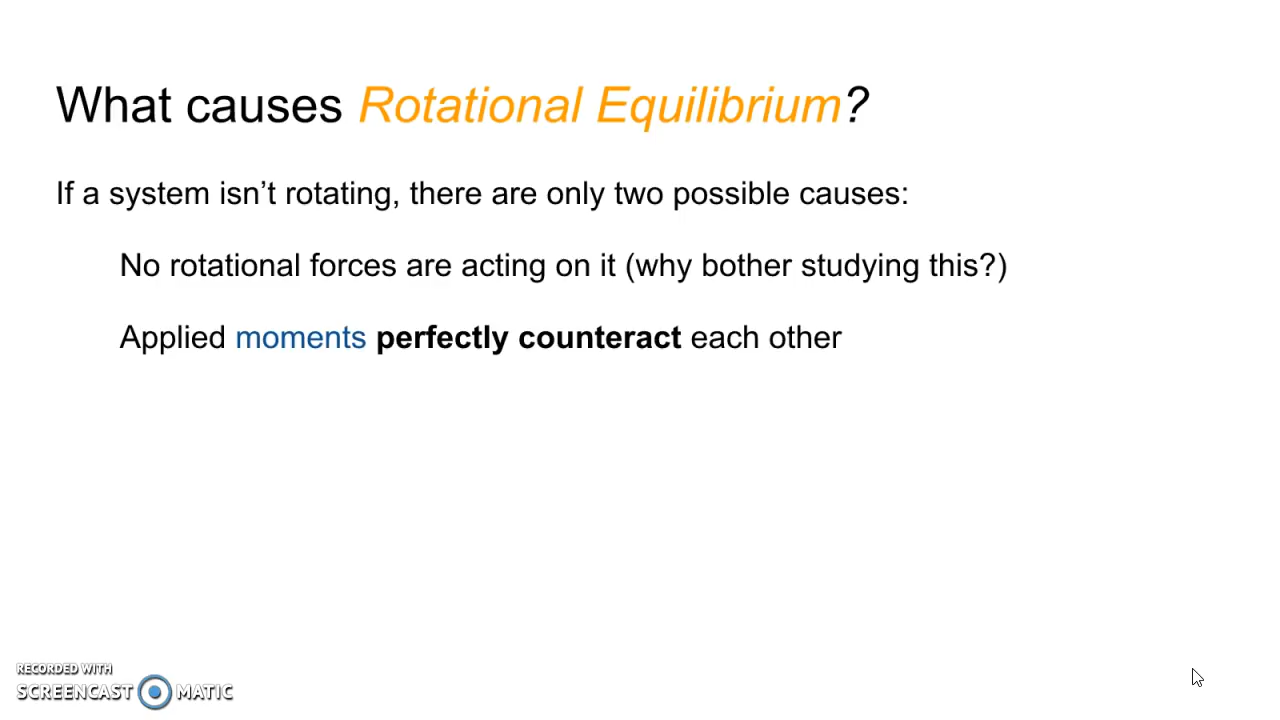 What causes Rotational Equilibrium?
If a system isn’t rotating, there are only two possible causes:
No rotational forces are acting on it (why bother studying this?)
Applied moments perfectly counteract each other
RECORDED WITH
SCREENCAST MATIC